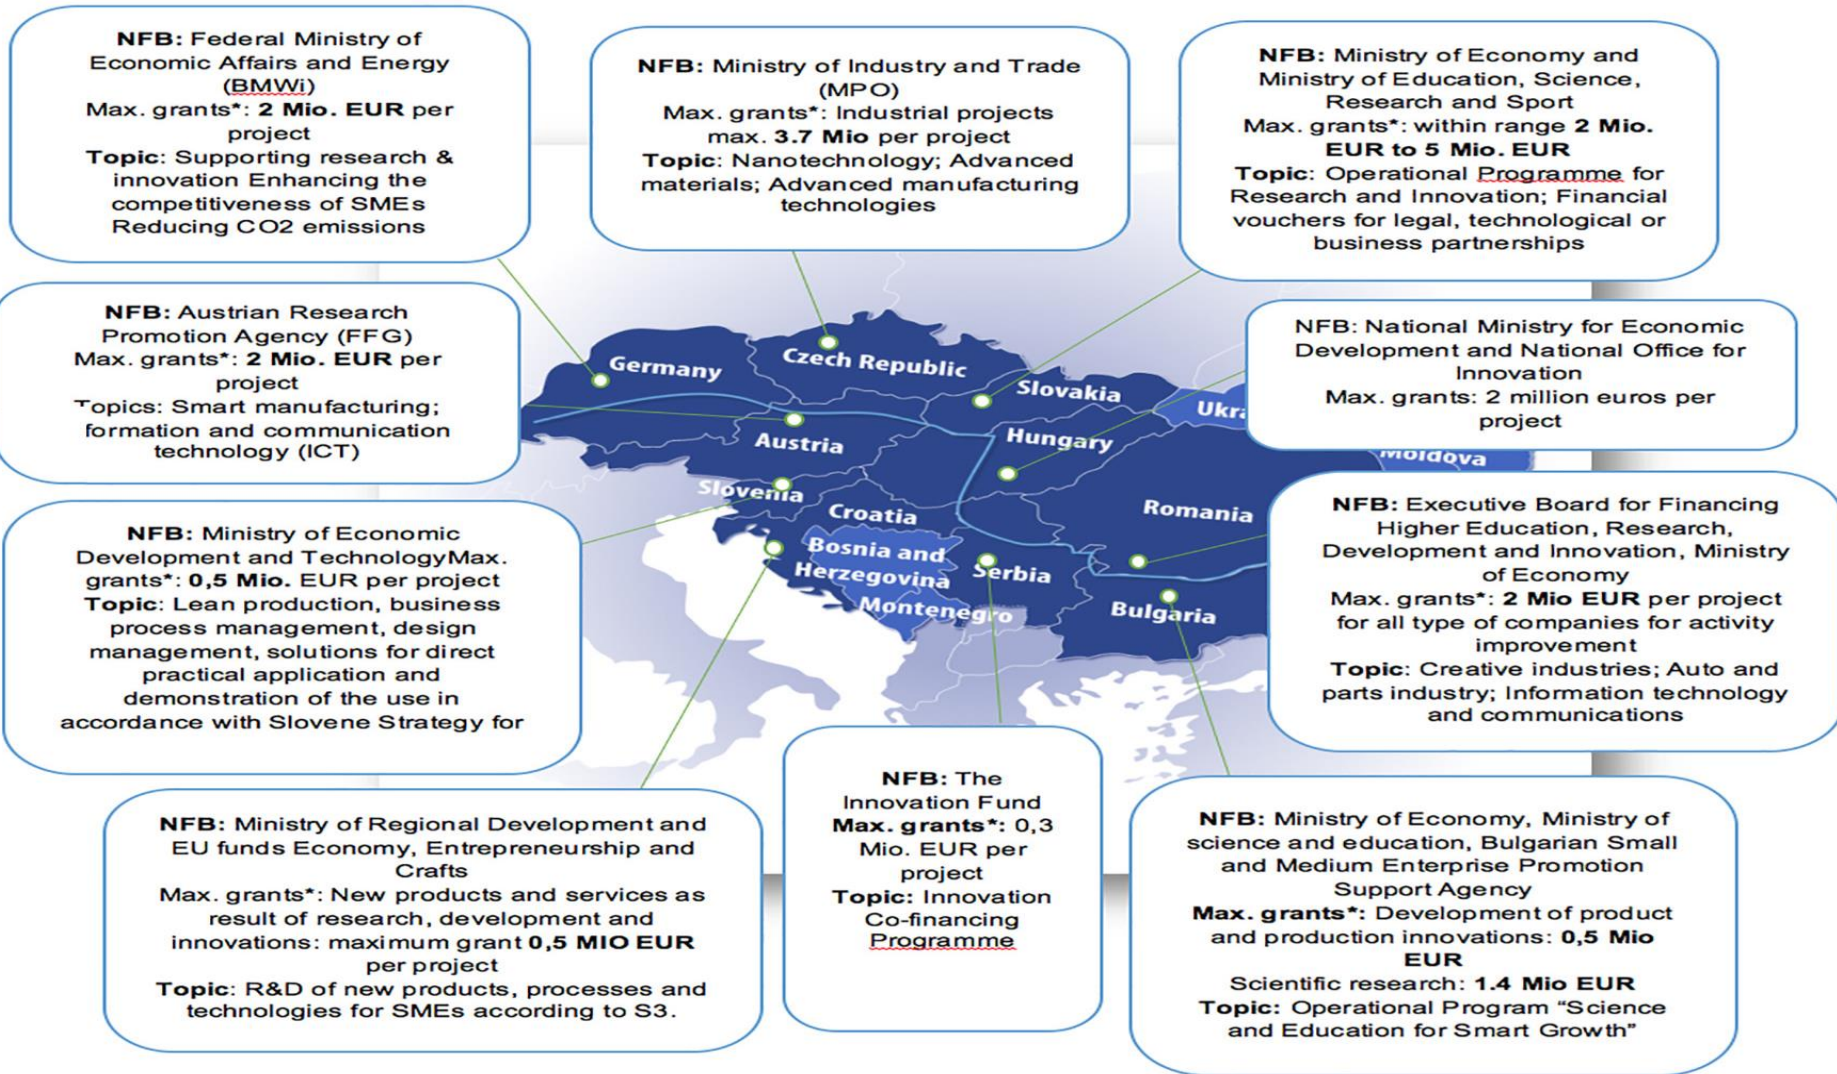 NFB: Federal Ministry of
Economic Affairs and Energy
(BMWi)
Max. grants*: 2 Mio. EUR per
project
Topic: Supporting research &
innovation Enhancing the
competitiveness of SMEs
Reducing CO2 emissions
NFB: Ministry of Industry and Trade
(MPO)
Max. grants*: Industrial projects
max. 3.7 Mio per project
Topic: Nanotechnology; Advanced
materials; Advanced manufacturing
technologies
NFB: Ministry of Economy and
Ministry of Education, Science,
Research and Sport
Max. grants*: within range 2 Mio.
EUR to 5 Mio. EUR
Topic: Operational Programme for
Research and Innovation; Financial
vouchers for legal, technological or
business partnerships
NFB: Austrian Research
Promotion Agency (FFG)
Max. grants*: 2 Mio. EUR per
project
Topics: Smart manufacturing;
formation and communication
technology (ICT)
NFB: National Ministry for Economic
Development and National Office for
Innovation
Max. grants: 2 million euros per
project
Germany
Czech Republic
Slovakia
Ukra
Austria
Hungary
Moldova
Slovenia
Croatia
Romania
Bosnia and
Herzegovina
Serbia
Montenegro
Bulgaria
NFB: Ministry of Economic
Development and TechnologyMax.
grants*: 0,5 Mio. EUR per project
Topic: Lean production, business
process management, design
management, solutions for direct
practical application and
demonstration of the use in
accordance with Slovene Strategy for
NFB: Executive Board for Financing
Higher Education, Research,
Development and Innovation, Ministry
of Economy
Max. grants*: 2 Mio EUR per project
for all type of companies for activity
improvement
Topic: Creative industries; Auto and
parts industry; Information technology
and communications
NFB: Ministry of Regional Development and
EU funds Economy, Entrepreneurship and
Crafts
Max. grants*: New products and services as
result of research, development and
innovations: maximum grant 0,5 MIO EUR
per project
Topic: R&D of new products, processes and
technologies for SMEs according to S3.
NFB: The
Innovation Fund
Max. grants*: 0,3
Mio. EUR per
project
Topic: Innovation
Co-financing
Programme
NFB: Ministry of Economy, Ministry of
science and education, Bulgarian Small
and Medium Enterprise Promotion
Support Agency
Max. grants*: Development of product
and production innovations: 0,5 Mio
EUR
Scientific research: 1.4 Mio EUR
Topic: Operational Program “Science
and Education for Smart Growth”